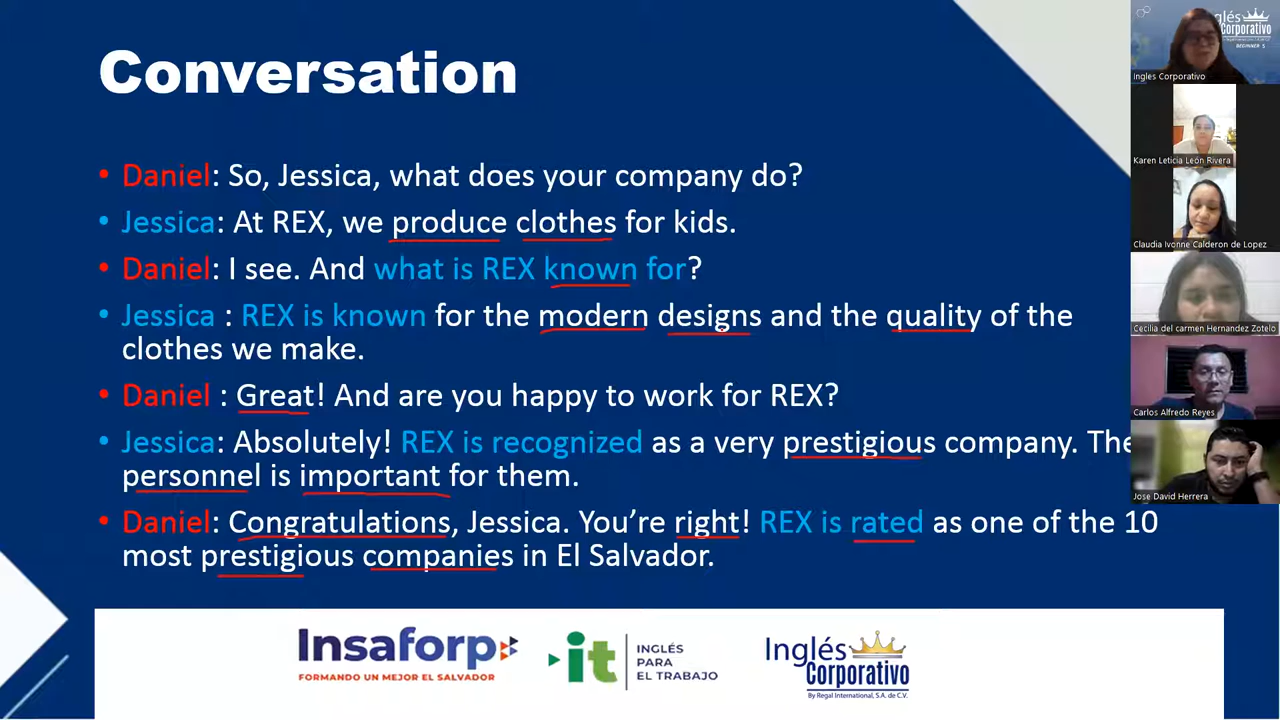 Conversation
• Daniel: So, Jessica, what does your company do?
• Jessica: At REX, we produce clothes for kids.
• Daniel: I see. And what is REX known for?
• Jessica : REX is known for the modern designs and the quality of the
clothes we make.
• Daniel : Great! And are you happy to work for REX?
• Jessica: Absolutely! REX is recognized as a very prestigious company. The
personnel is important for them.
• Daniel: Congratulations, Jessica. You’re right! REX is rated as one of the 10
most prestigious companies in El Salvador.
Insaforp
FORMANDO UN MEJOR EL SALVADOR
it
INGLÉS
PARA
EL TRABAJO
Inglés
Corporativo
By Regal International, S.A. de C.V.
glés
Corporativo
BEGINNER 5
Ingles Corporativo
Karen Leticia León Rivera
Claudia Ivonne Calderon de Lopez
Cecilia del carmen Hernandez Zotelo
Carlos Alfredo Reyes
Jose David Herrera